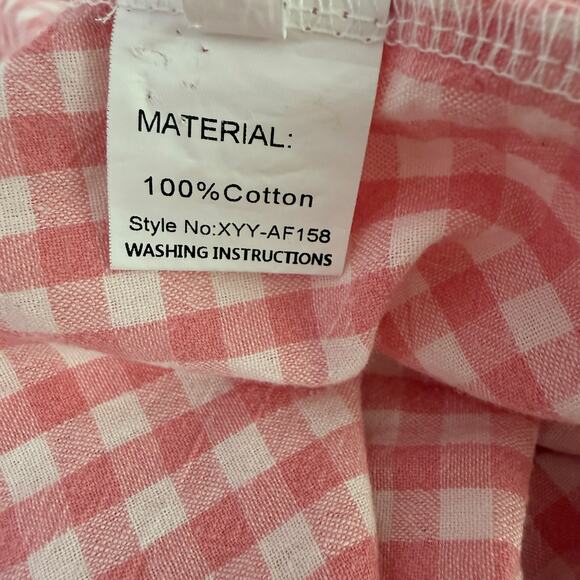 MATERIAL:
100%Cotton
Style No:XYY-AF158
WASHING INSTRUCTIONS